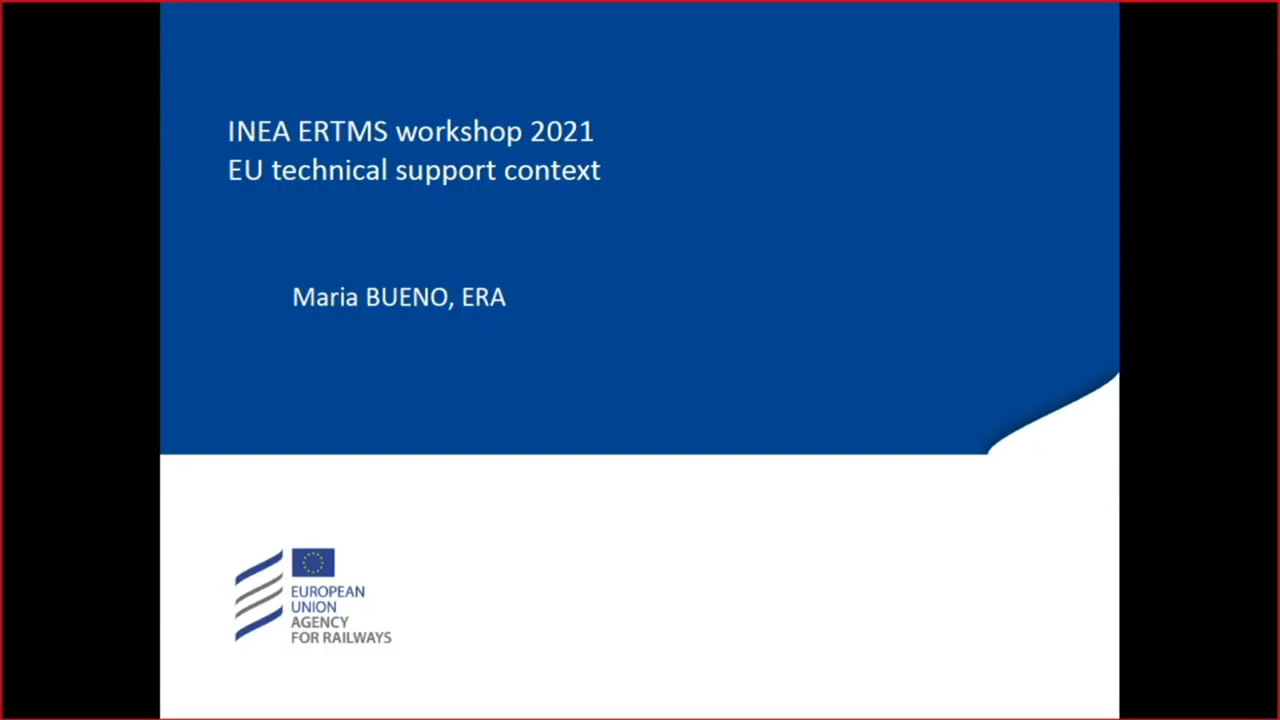 INEA ERTMS workshop 2021
EU technical support context
Maria BUENO, ERA
EUROPEAN
UNION
AGENCY
FOR RAILWAYS